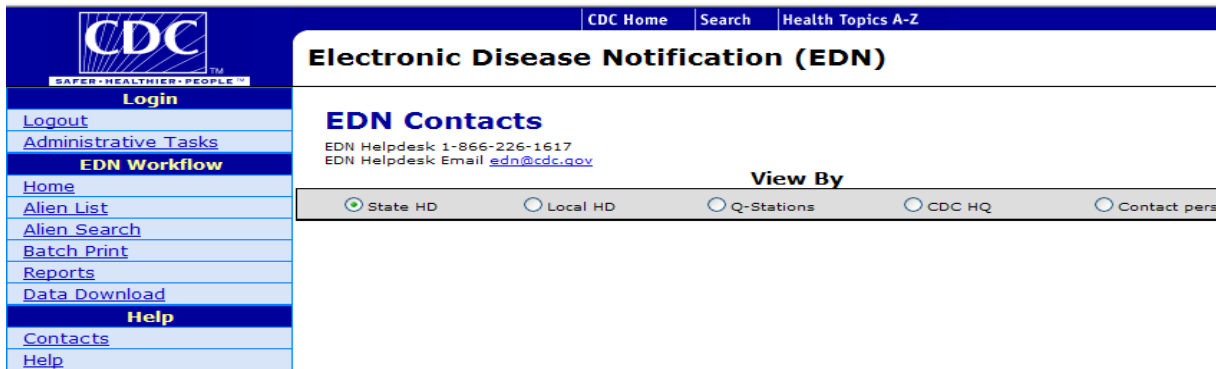 CDC Home Search Health Topics A-Z
CDC
TM
SAFER•HEALTHIER•PEOPLE™
Electronic Disease Notification (EDN)
Login
Logout
Administrative Tasks
EDN Workflow
Home
Alien List
Alien Search
Batch Print
Reports
Data Download
Help
Contacts
Help
EDN Contacts
EDN Helpdesk 1-866-226-1617
EDN Helpdesk Email edn@cdc.gov
View By
State HD Local HD Q-Stations CDC HQ Contact pers